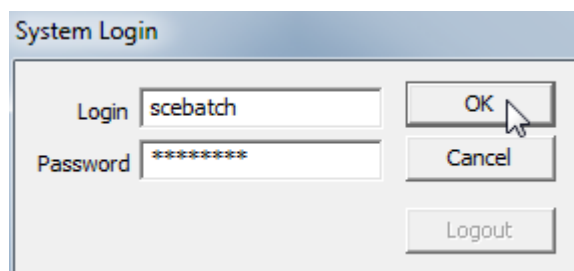 System Login
Login scebatch OK
Password ******** Cancel
Logout